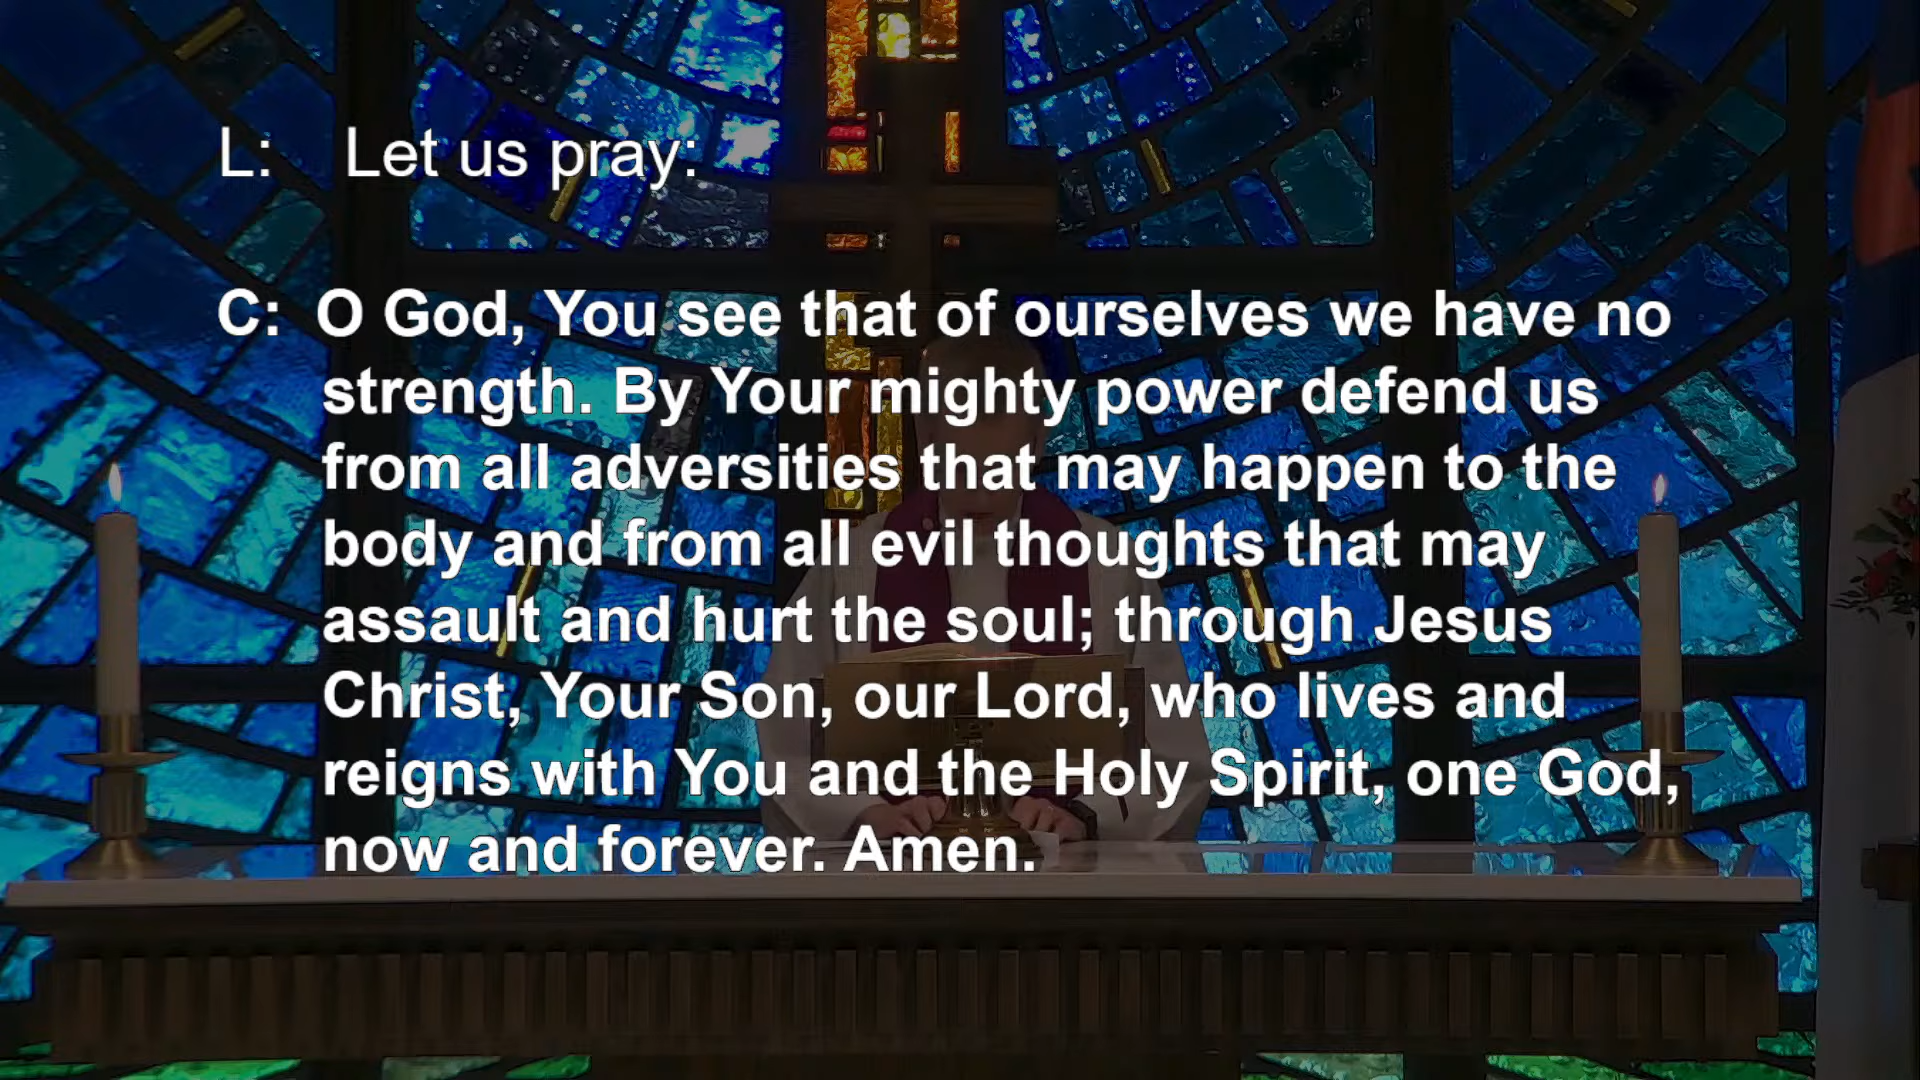 L: Let us pray:
C: O God, You see that of ourselves we have no
strength. By Your mighty power defend us
from all adversities that may happen to the
body and from all evil thoughts that may
assault and hurt the soul; through Jesus
Christ, Your Son, our Lord, who lives and
reigns with You and the Holy Spirit, one God,
now and forever. Amen.